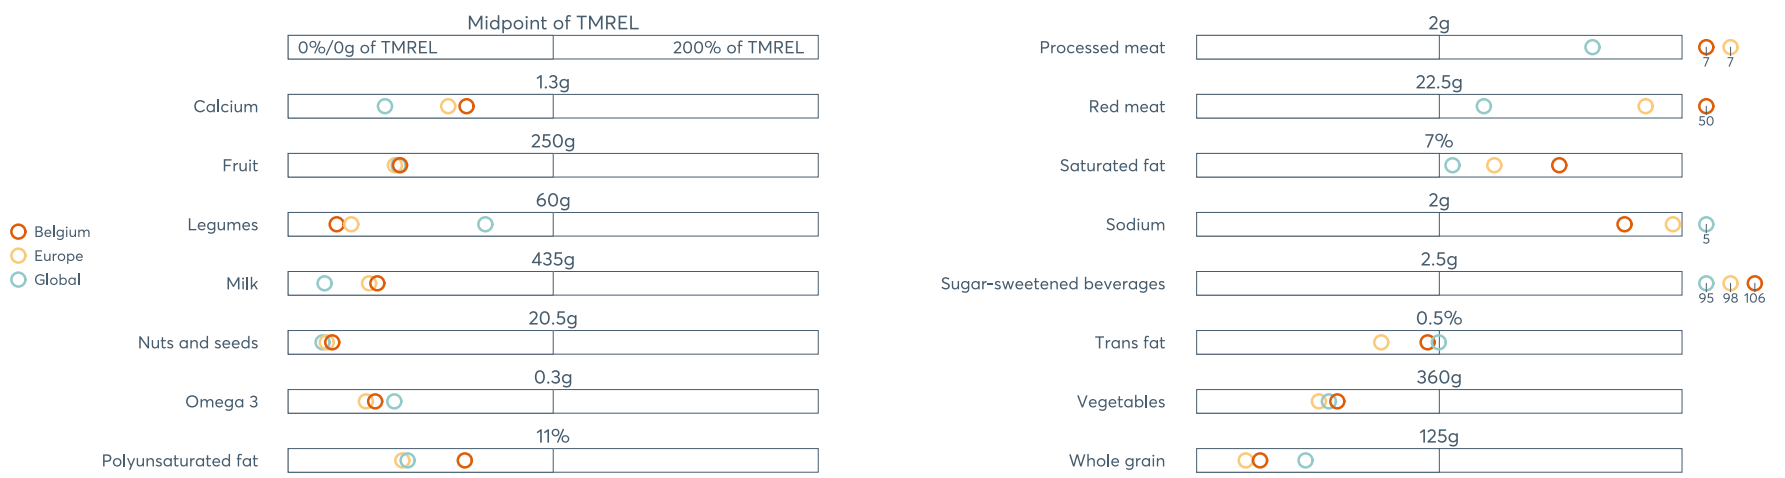 Midpoint of TMREL
0%/0g of TMREL 200% of TMREL
1.3g
Calcium
250g
Fruit
60g
Legumes
435g
Milk
20.5g
Nuts and seeds
0.3g
Omega 3
11%
Polyunsaturated fat
Belgium
Europe
Global
2g
Processed meat
7 7
22.5g
Red meat
50
7%
Saturated fat
2g
Sodium
5
2.5g
Sugar-sweetened beverages
95 98 106
0.5%
Trans fat
360g
Vegetables
125g
Whole grain